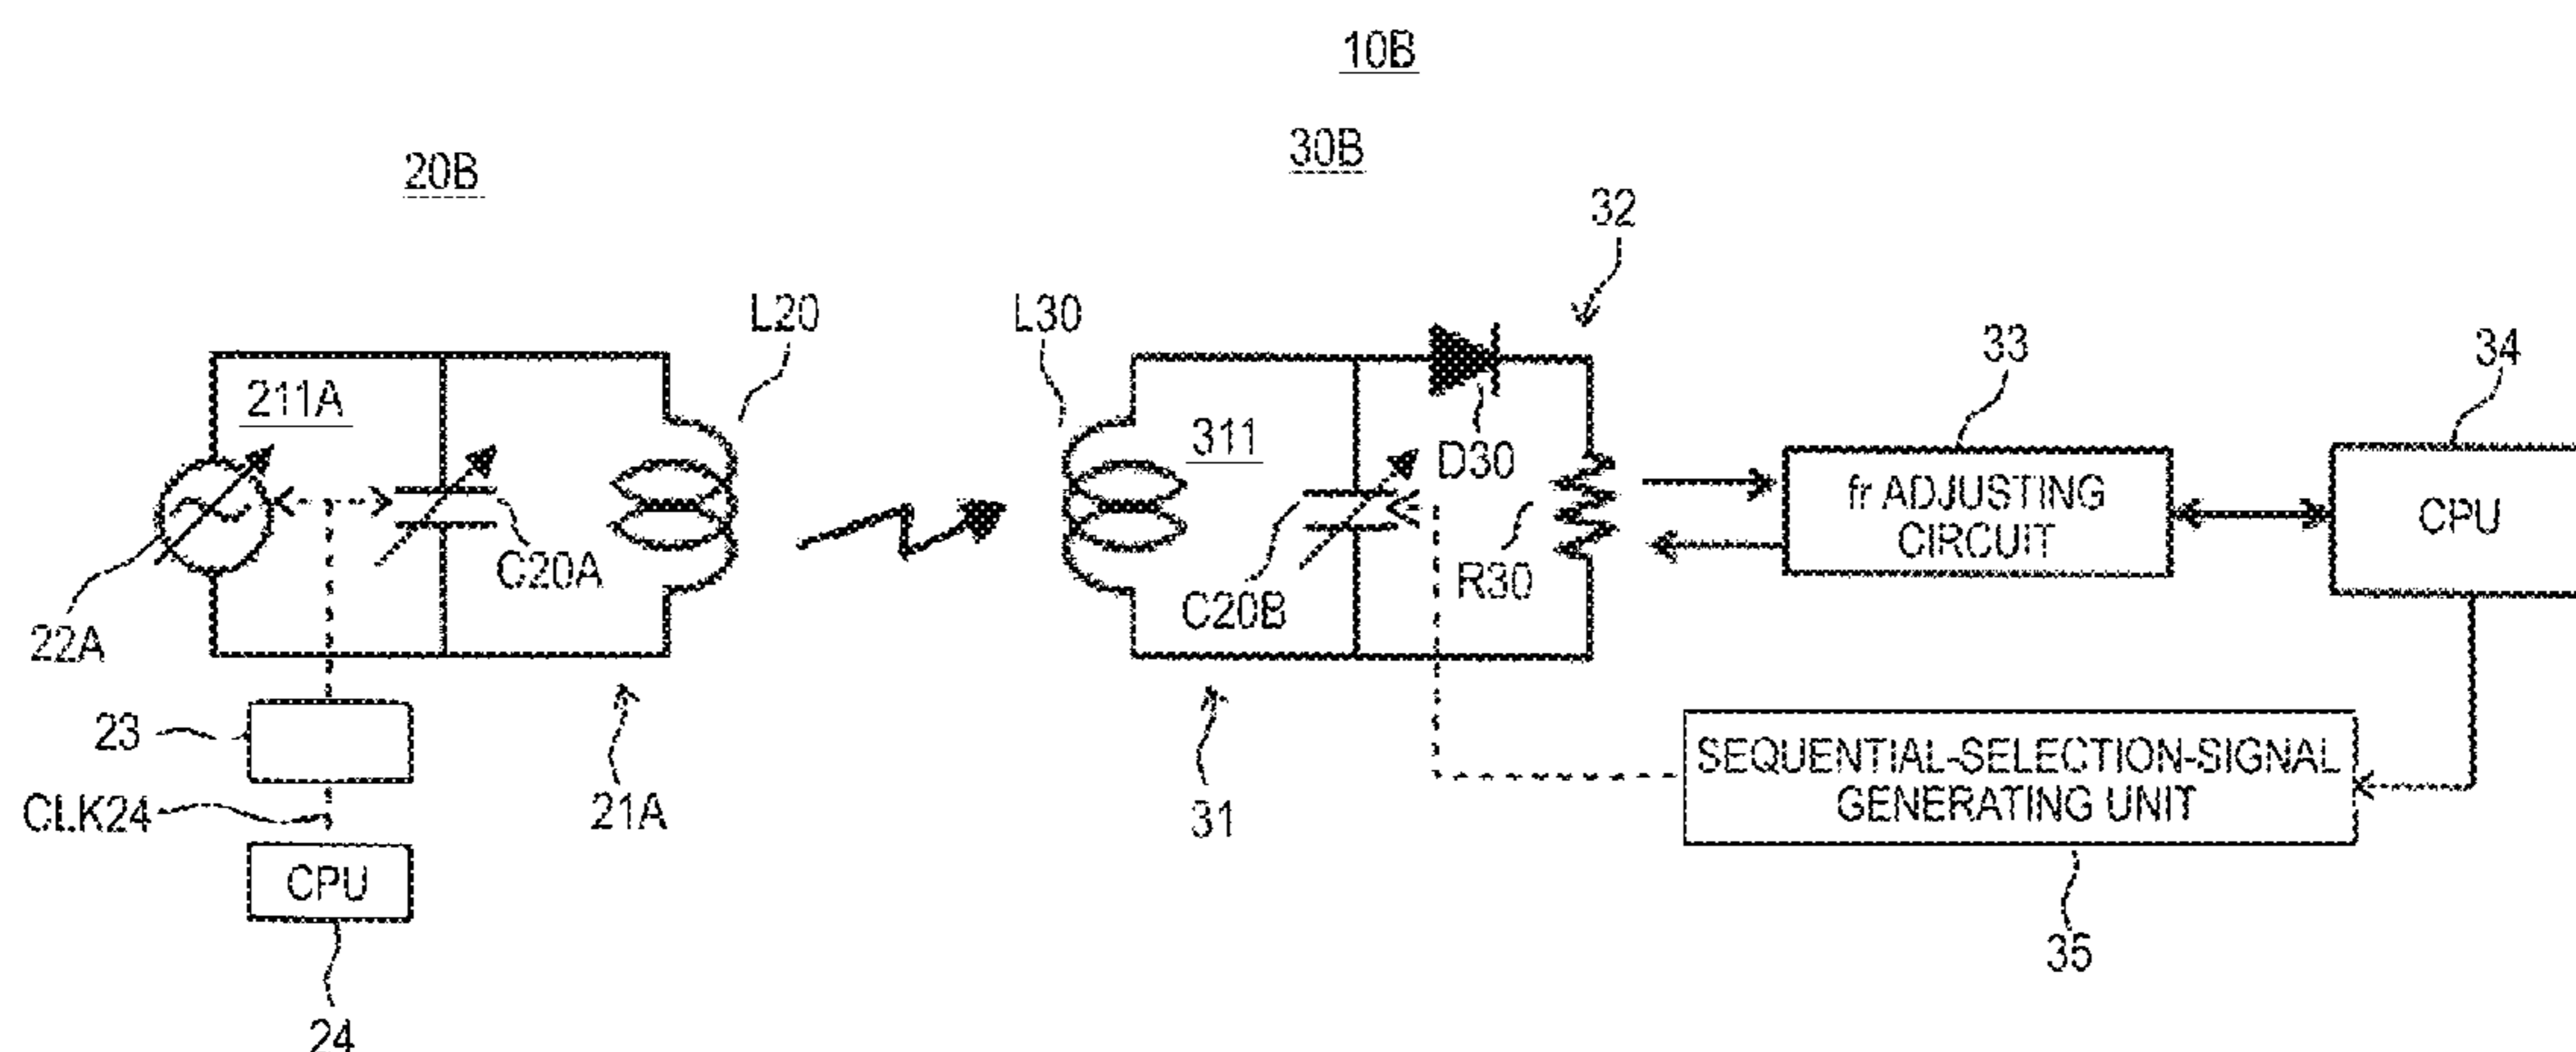 10B
20B
30B
32
L20
L30
33
34
211A
311
D30
fr ADJUSTING
CIRCUIT
CPU
C20A
C20B
R30
22A
23
SEQUENTIAL-SELECTION-SIGNAL
GENERATING UNIT
CLK24
21A
31
CPU
35
24